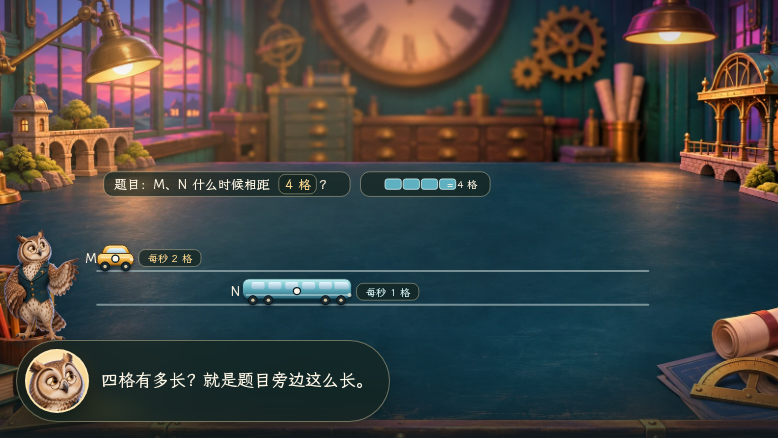 题目：M、N 什么时候相距 4 格？
= 4 格
M
每秒 2 格
N
每秒 1 格
四格有多长？就是题目旁边这么长。